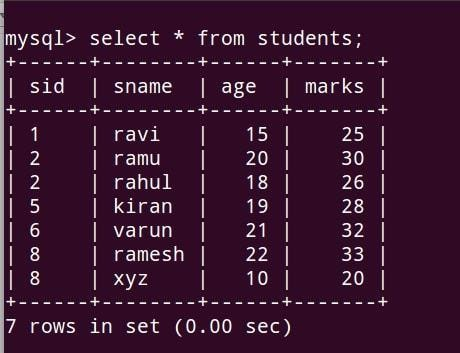 mysql> select * from students;
+------+--------+------+-------+
| sid  | sname  | age  | marks |
+------+--------+------+-------+
| 1    | ravi   |   15 |    25 |
| 2    | ramu   |   20 |    30 |
| 2    | rahul  |   18 |    26 |
| 5    | kiran  |   19 |    28 |
| 6    | varun  |   21 |    32 |
| 8    | ramesh |   22 |    33 |
| 8    | xyz    |   10 |    20 |
+------+--------+------+-------+
7 rows in set (0.00 sec)